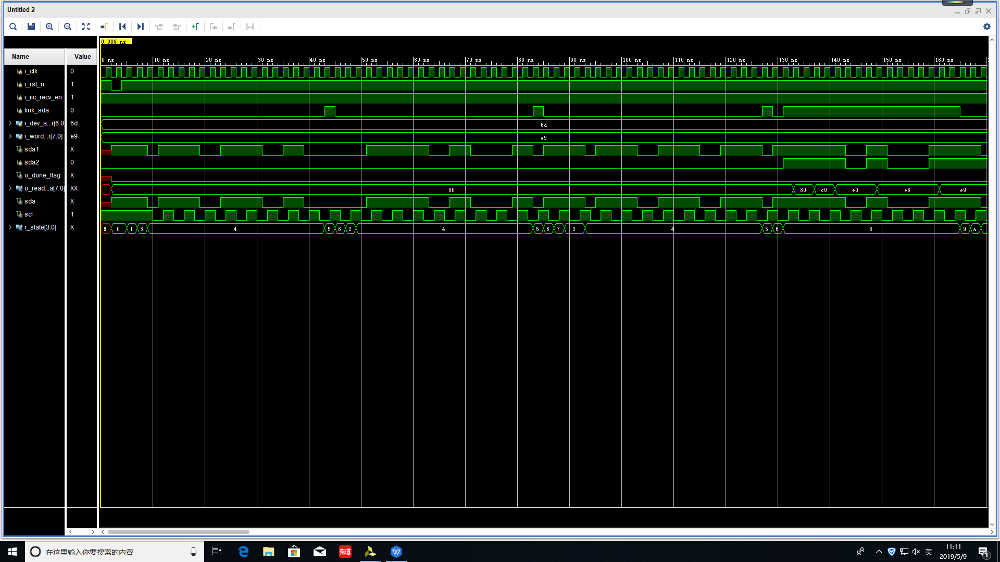 Untitled 2
0.008 ns
Name Value
0 ns 10 ns 20 ns 30 ns 40 ns 50 ns 60 ns 70 ns 80 ns 90 ns 100 ns 110 ns 120 ns 130 ns 140 ns 150 ns 160 ns
i_clk 0
i_rst_n 1
i_iic_recv_en 1
link_sda 0
i_dev_a...r[6:0] 6d 6d
i_word...r[7:0] e9 e9
sda1 X
sda2 0
o_done_flag X
o_read...a[7:0] XX 00 80 c0 e0 e8 e9
sda X
scl 1
r_state[3:0] X X 0 1 3 4 5 6 2 4 5 6 7 3 4 5 6 8 9 a
在这里输入你要搜索的内容
有道
英
11:11
2019/5/9
1